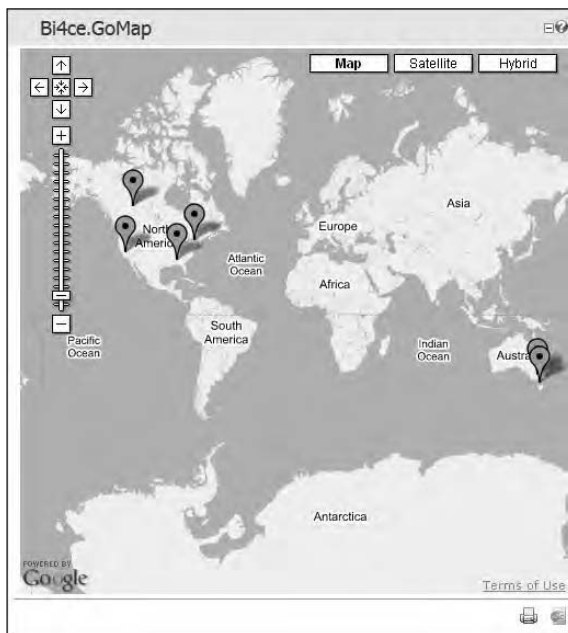 Bi4ce.GoMap
Map
Satellite
Hybrid
North
America
Europe
Asia
Atlantic
Ocean
Africa
Pacific
Ocean
South
America
Indian
Ocean
Antarctica
POWERED BY
Google
Terms of Use